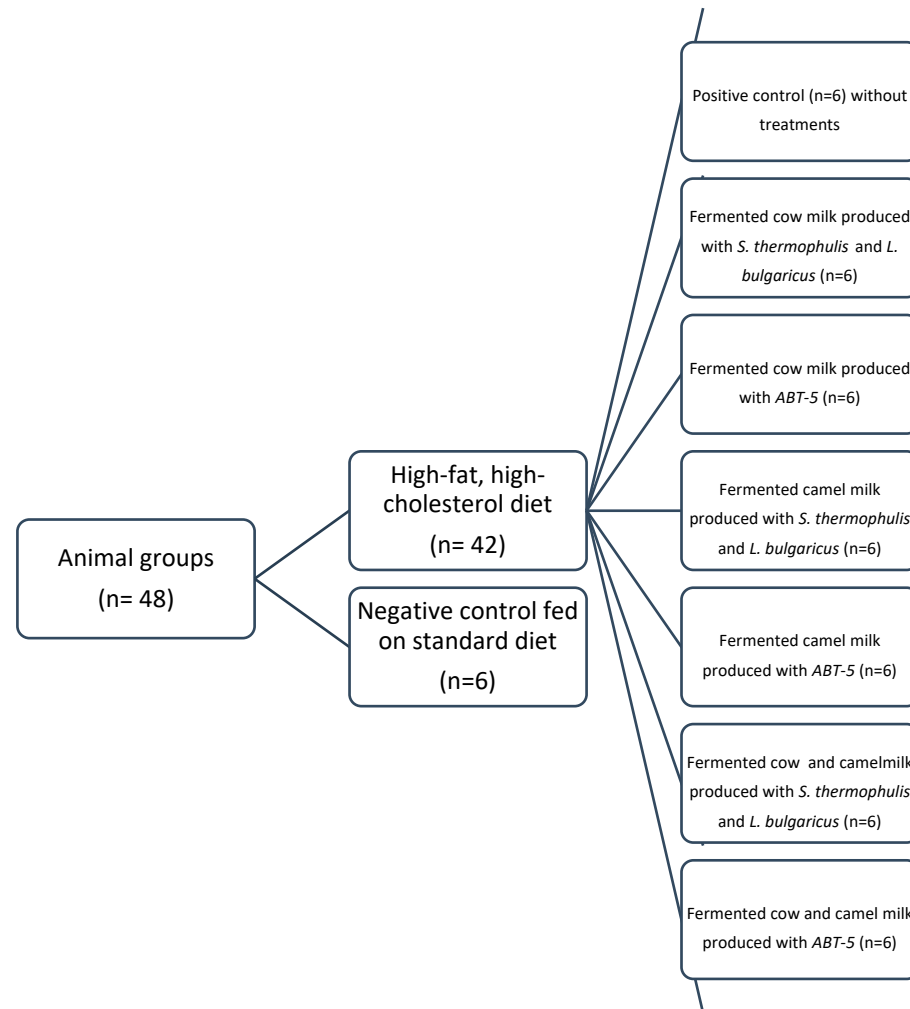 Animal groups
(n= 48)
High-fat, high-
cholesterol diet
(n= 42)
Negative control fed
on standard diet
(n=6)
Positive control (n=6) without
treatments
Fermented cow milk produced
with S. thermophulis and L.
bulgaricus (n=6)
Fermented cow milk produced
with ABT-5 (n=6)
Fermented camel milk
produced with S. thermophulis
and L. bulgaricus (n=6)
Fermented camel milk
produced with ABT-5 (n=6)
Fermented cow and camelmilk
produced with S. thermophulis
and L. bulgaricus (n=6)
Fermented cow and camel milk
produced with ABT-5 (n=6)